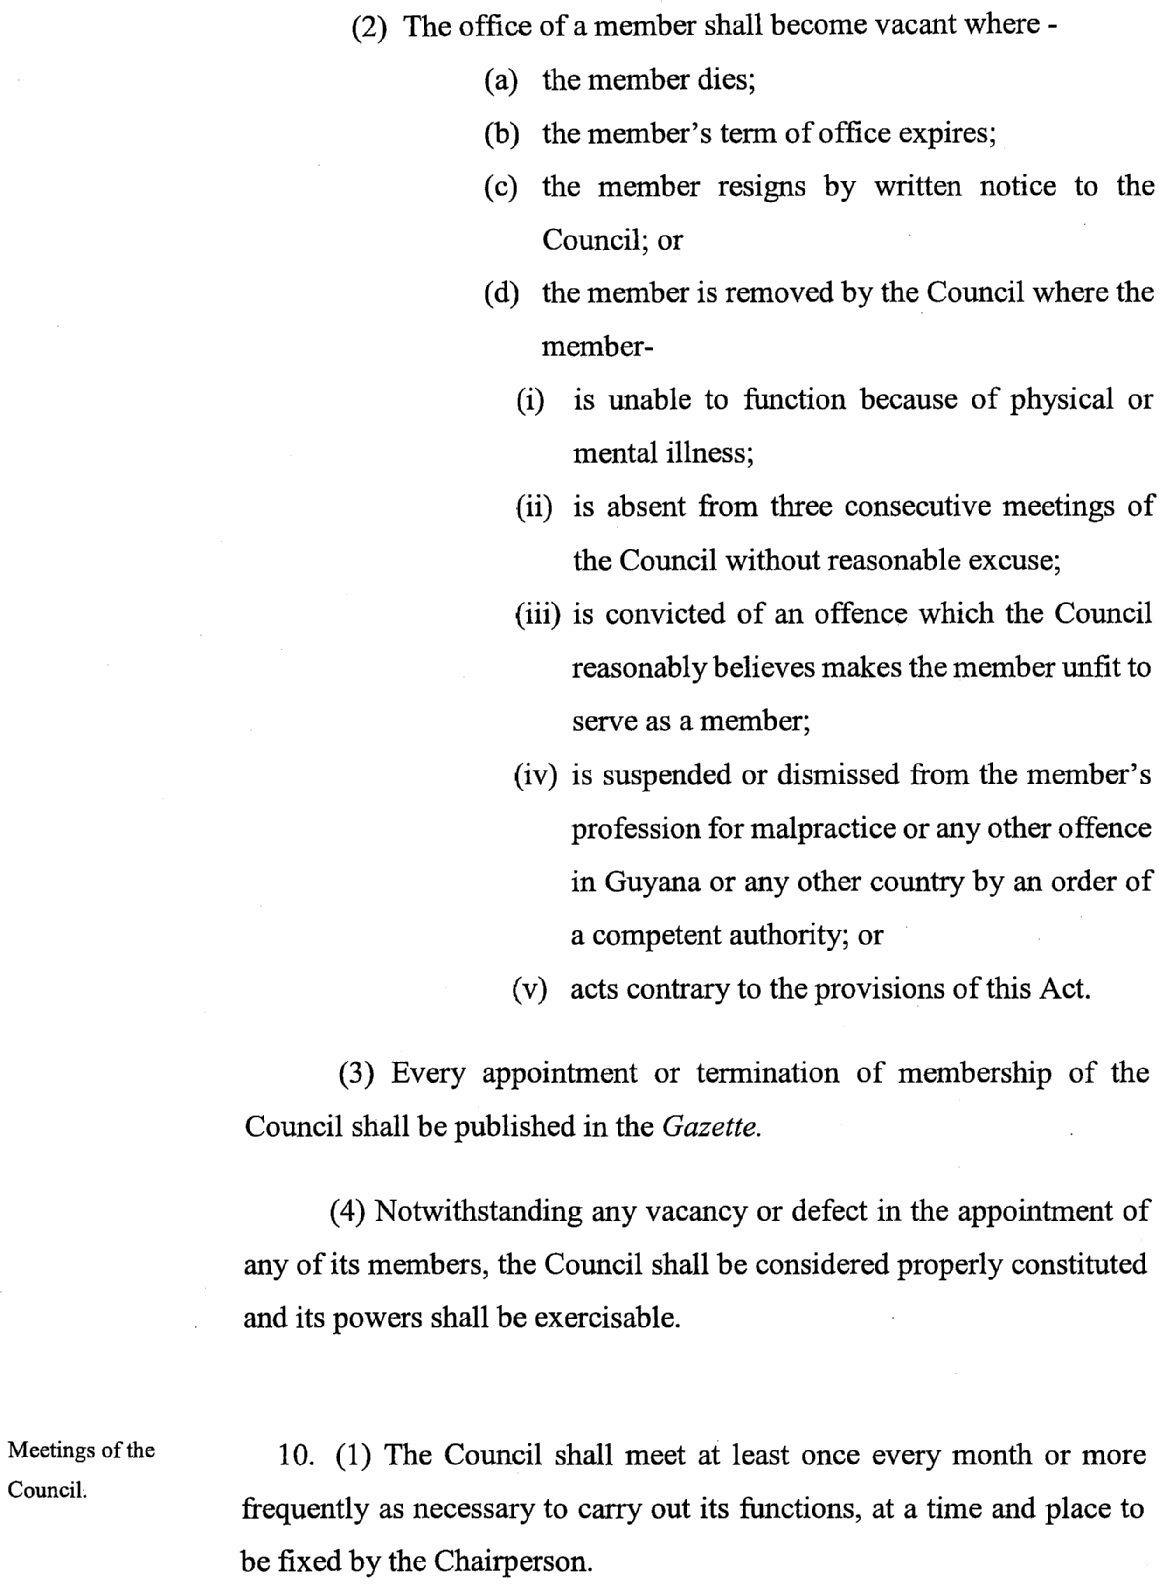 (2) The office of a member shall become vacant where -
(a) the member dies;
(b) the member's term of office expires;
(c) the member resigns by written notice to the
Council; or
(d) the member is removed by the Council where the
member-
(i) is unable to function because of physical or
mental illness;
(ii) is absent from three consecutive meetings of
the Council without reasonable excuse;
(iii) is convicted of an offence which the Council
reasonably believes makes the member unfit to
serve as a member;
(iv) is suspended or dismissed from the member's
profession for malpractice or any other offence
in Guyana or any other country by an order of
a competent authority; or
(v) acts contrary to the provisions of this Act.
(3) Every appointment or termination of membership of the
Council shall be published in the Gazette.
(4) Notwithstanding any vacancy or defect in the appointment of
any of its members, the Council shall be considered properly constituted
and its powers shall be exercisable.
Meetings of the
Council.
10. (1) The Council shall meet at least once every month or more
frequently as necessary to carry out its functions, at a time and place to
be fixed by the Chairperson.